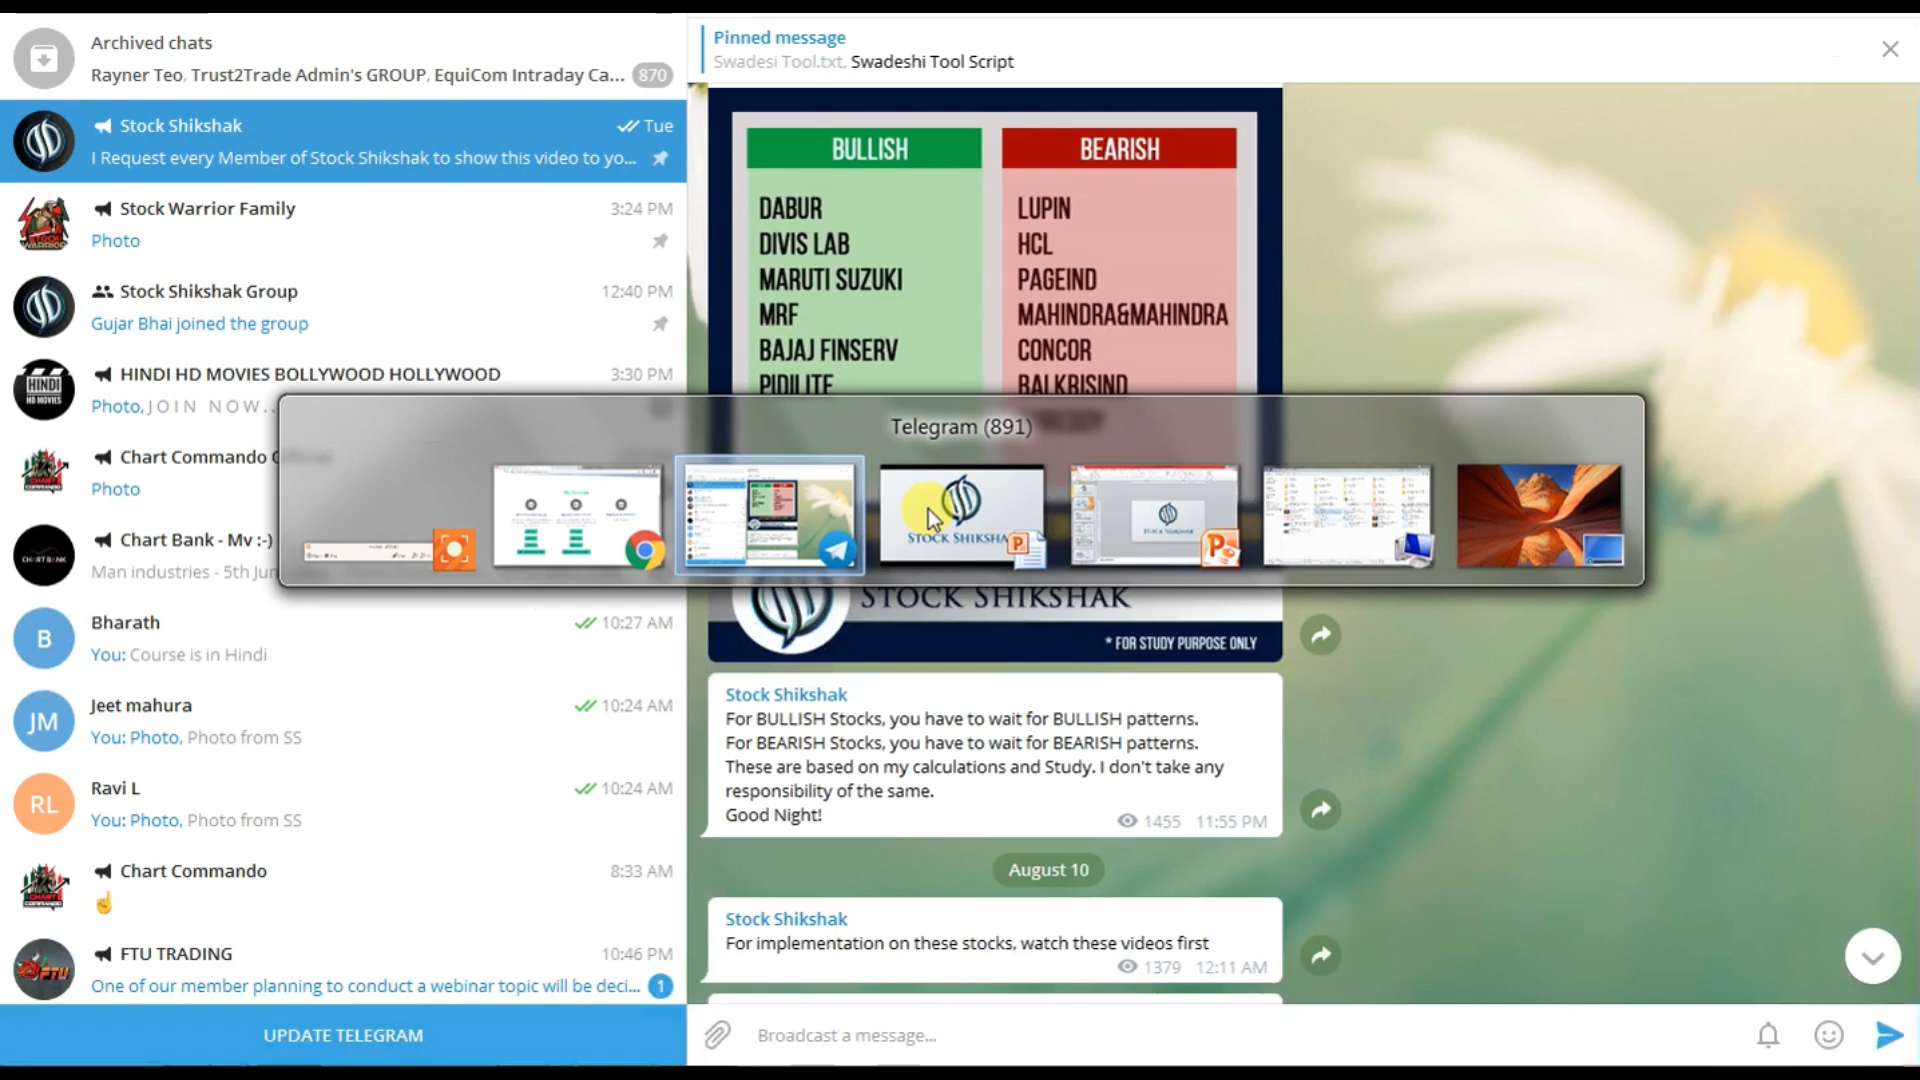 Archived chats
Rayner Teo, Trust2Trade Admin's GROUP, EquiCom Intraday Ca... 870
Stock Shikshak Tue
I Request every Member of Stock Shikshak to show this video to yo...
Stock Warrior Family 3:24 PM
Photo
Stock Shikshak Group 12:40 PM
Gujar Bhai joined the group
HINDI HD MOVIES BOLLYWOOD HOLLYWOOD 3:30 PM
Photo, J O I N N O W . .
Chart Commando
Photo
Chart Bank - Mv :-)
Man industries - 5th Jun
Bharath 10:27 AM
You: Course is in Hindi
Jeet mahura 10:24 AM
You: Photo, Photo from SS
Ravi L 10:24 AM
You: Photo, Photo from SS
Chart Commando 8:33 AM
FTU TRADING 10:46 PM
One of our member planning to conduct a webinar topic will be deci... 1
UPDATE TELEGRAM
B
JM
RL
HINDI
HD MOVIES
CHARTBANK
FTU
Pinned message
Swadesi Tool.txt, Swadeshi Tool Script
BULLISH
DABUR
DIVIS LAB
MARUTI SUZUKI
MRF
BAJAJ FINSERV
PIDILITE
BEARISH
LUPIN
HCL
PAGEIND
MAHINDRA&MAHINDRA
CONCOR
BALKRISIND
Telegram (891)
STOCK SHIKSHA
STOCK SHIKSHAK
* FOR STUDY PURPOSE ONLY
Stock Shikshak
For BULLISH Stocks, you have to wait for BULLISH patterns.
For BEARISH Stocks, you have to wait for BEARISH patterns.
These are based on my calculations and Study. I don't take any
responsibility of the same.
Good Night!
1455 11:55 PM
August 10
Stock Shikshak
For implementation on these stocks, watch these videos first
1379 12:11 AM
Broadcast a message...